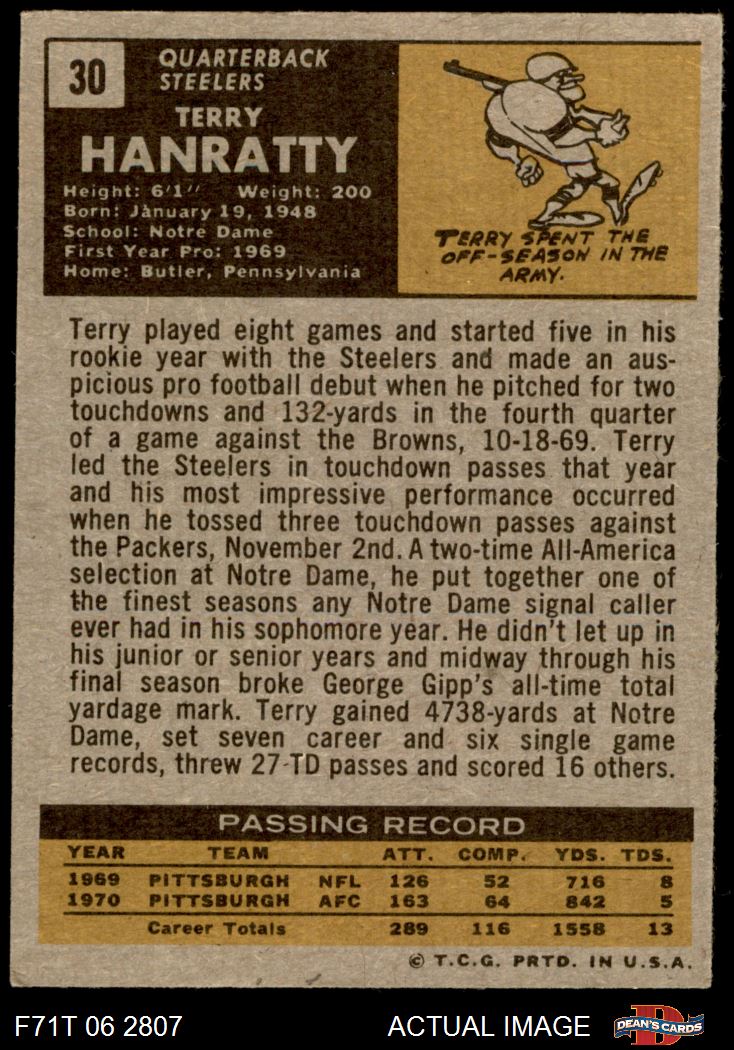 30
QUARTERBACK
STEELERS
TERRY
HANRATTY
Height: 6'1" Weight: 200
Born: January 19, 1948
School: Notre Dame
First Year Pro: 1969
Home: Butler, Pennsylvania
TERRY SPENT THE
OFF-SEASON IN THE
ARMY.
Terry played eight games and started five in his
rookie year with the Steelers and made an aus-
picious pro football debut when he pitched for two
touchdowns and 132-yards in the fourth quarter
of a game against the Browns, 10-18-69. Terry
led the Steelers in touchdown passes that year
and his most impressive performance occurred
when he tossed three touchdown passes against
the Packers, November 2nd. A two-time All-America
selection at Notre Dame, he put together one of
the finest seasons any Notre Dame signal caller
ever had in his sophomore year. He didn't let up in
his junior or senior years and midway through his
final season broke George Gipp's all-time total
yardage mark. Terry gained 4738-yards at Notre
Dame, set seven career and six single game
records, threw 27-TD passes and scored 16 others.
PASSING RECORD
YEAR TEAM ATT. COMP. YDS. TDS.
1969 PITTSBURGH NFL 126 52 716 8
1970 PITTSBURGH AFC 163 64 842 5
Career Totals 289 116 1558 13
© T.C.G. PRTD. IN U.S.A.
F71T 06 2807 ACTUAL IMAGE D DEAN'S CARDS